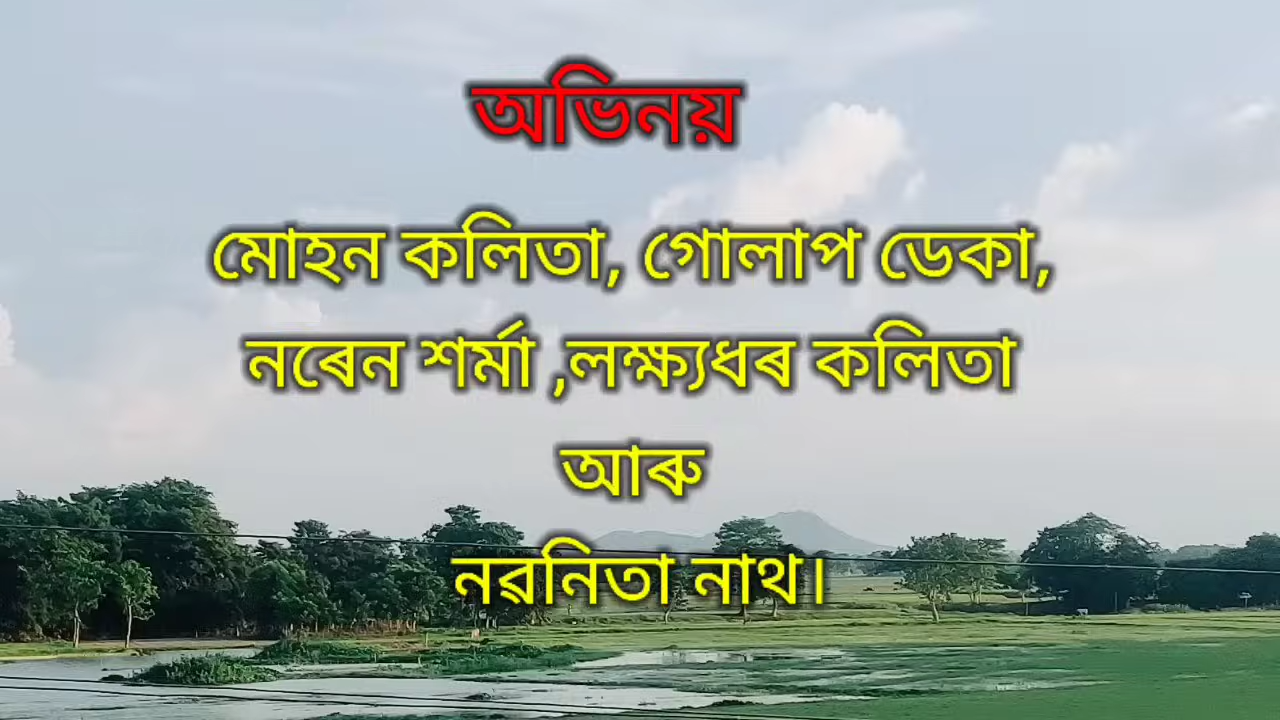 অভিনয়
মোহন কলিতা, গোলাপ ডেকা,
নৰেন শৰ্মা ,লক্ষ্যধৰ কলিতা
আৰু
নৱনিতা নাথ।